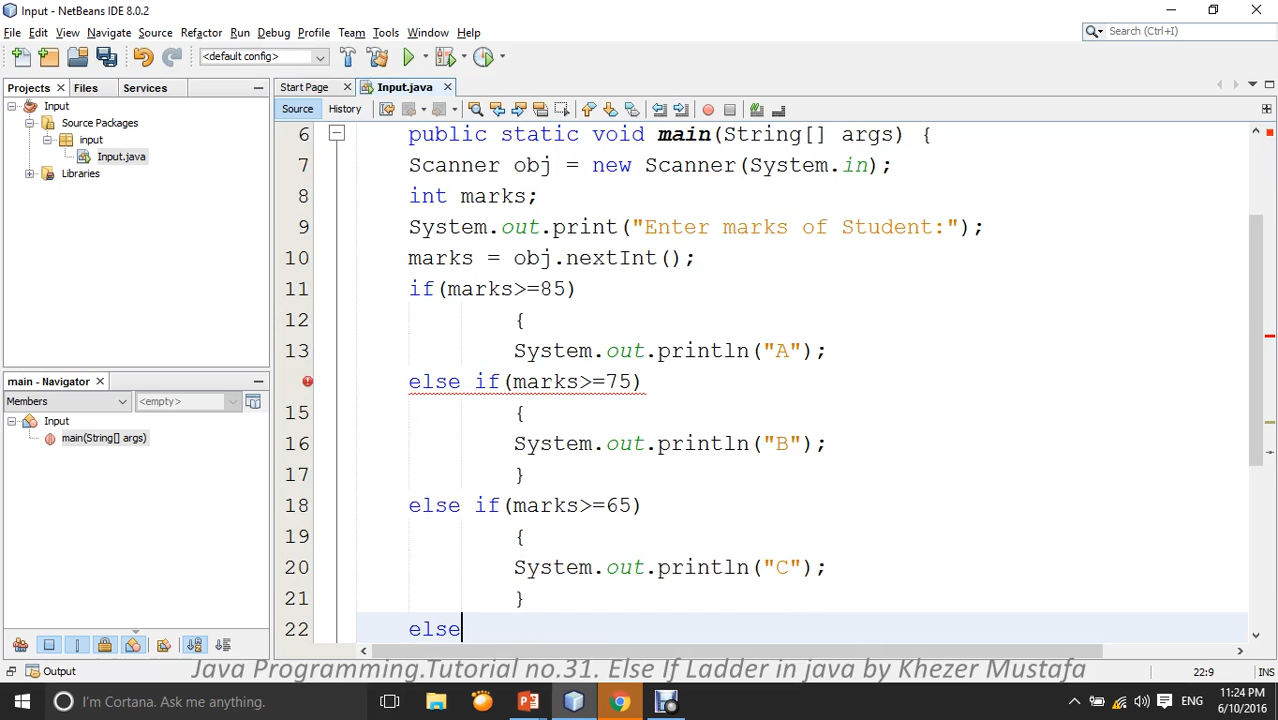 Input - NetBeans IDE 8.0.2
File Edit View Navigate Source Refactor Run Debug Profile Team Tools Window Help
Search (Ctrl+I)
<default config>
Projects Files Services
Start Page Input.java
Source History
Input
Source Packages
input
Input.java
Libraries
main - Navigator
Members <empty>
Input
main(String[] args)
6 public static void main(String[] args) {
7 Scanner obj = new Scanner(System.in);
8 int marks;
9 System.out.print("Enter marks of Student:");
10 marks = obj.nextInt();
11 if(marks>=85)
12 {
13 System.out.println("A");
else if(marks>=75)
15 {
16 System.out.println("B");
17 }
18 else if(marks>=65)
19 {
20 System.out.println("C");
21 }
22 else
Output
Java Programming.Tutorial no.31. Else If Ladder in java by Khezer Mustafa
22:9 INS
I'm Cortana. Ask me anything.
ENG
11:24 PM
6/10/2016